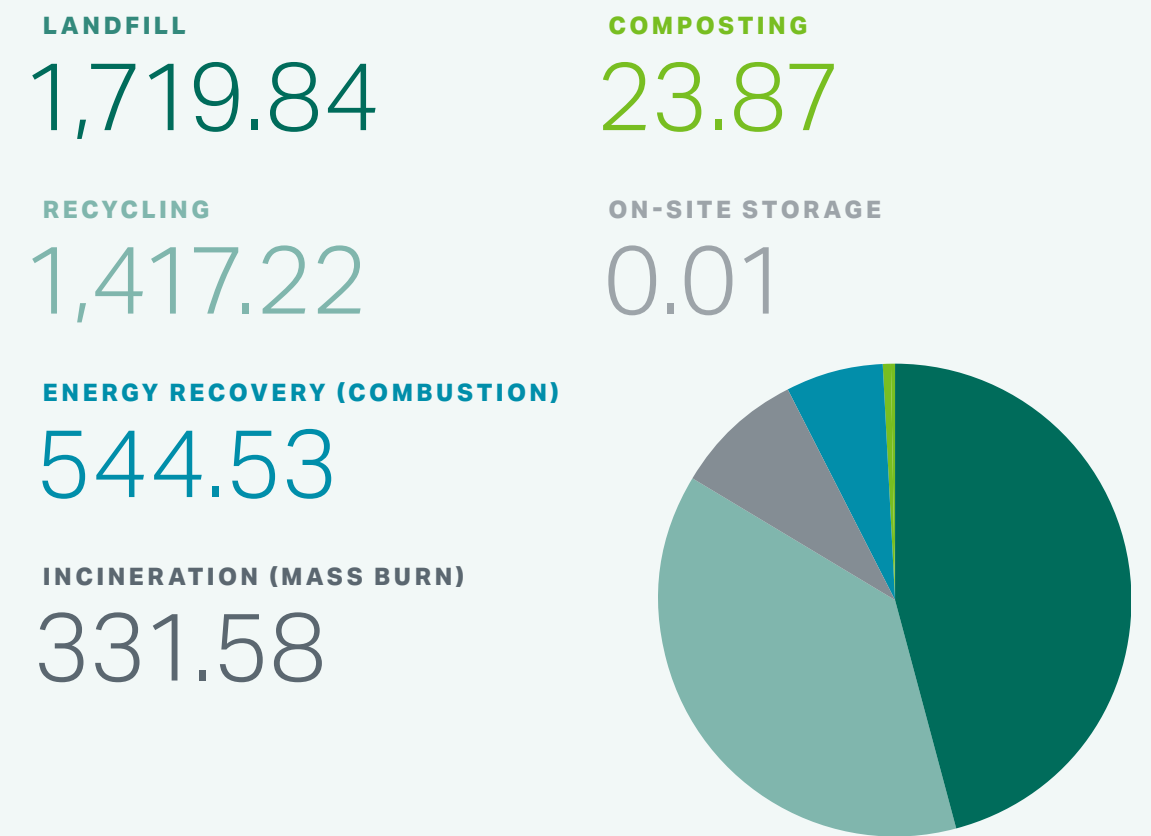 LANDFILL
1,719.84
RECYCLING
1,417.22
ENERGY RECOVERY (COMBUSTION)
544.53
INCINERATION (MASS BURN)
331.58
COMPOSTING
23.87
ON-SITE STORAGE
0.01